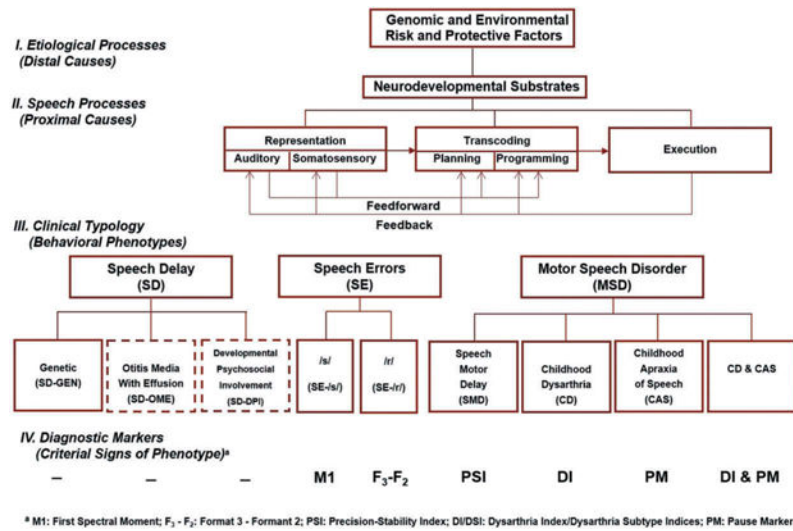 Genomic and Environmental
Risk and Protective Factors
I. Etiological Processes
(Distal Causes)
Neurodevelopmental Substrates
II. Speech Processes
(Proximal Causes)
Representation
Auditory Somatosensory
Transcoding
Planning Programming
Execution
Feedforward
Feedback
III. Clinical Typology
(Behavioral Phenotypes)
Speech Delay
(SD)
Speech Errors
(SE)
Motor Speech Disorder
(MSD)
Genetic
(SD-GEN)
Otitis Media
With Effusion
(SD-OME)
Developmental
Psychosocial
Involvement
(SD-DPI)
/s/
(SE-/s/)
/r/
(SE-/r/)
Speech
Motor
Delay
(SMD)
Childhood
Dysarthria
(CD)
Childhood
Apraxia
of Speech
(CAS)
CD & CAS
IV. Diagnostic Markers
(Criterial Signs of Phenotype)ª
– – – M1 F₃-F₂ PSI DI PM DI & PM
ª M1: First Spectral Moment; F₃ - F₂: Format 3 - Formant 2; PSI: Precision-Stability Index; DI/DSI: Dysarthria Index/Dysarthria Subtype Indices; PM: Pause Marker